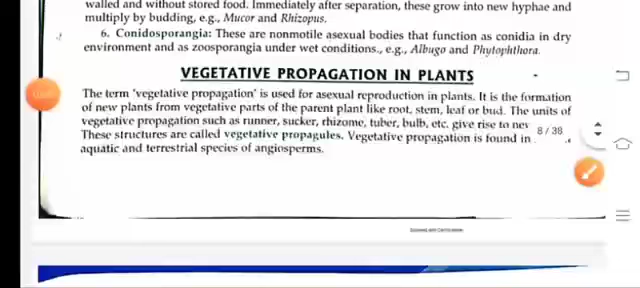 walled and without stored food. Immediately after separation, these grow into new hyphae and
multiply by budding, e.g., Mucor and Rhizopus.
6. Conidosporangia: These are nonmotile asexual bodies that function as conidia in dry
environment and as zoosporangia under wet conditions., e.g., Albugo and Phytophthora.
VEGETATIVE PROPAGATION IN PLANTS
The term 'vegetative propagation' is used for asexual reproduction in plants. It is the formation
of new plants from vegetative parts of the parent plant like root, stem, leaf or bud. The units of
vegetative propagation such as runner, sucker, rhizome, tuber, bulb, etc. give rise to
These structures are called vegetative propagules. Vegetative propagation is found in
aquatic and terrestrial species of angiosperms.
8 / 38